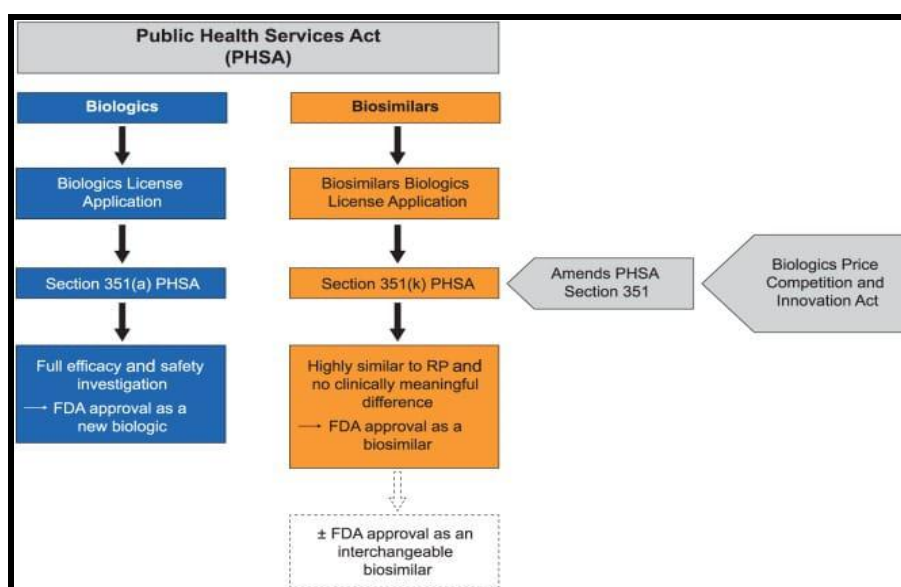 Public Health Services Act
(PHSA)
Biologics
Biologics License
Application
Section 351(a) PHSA
Full efficacy and safety
investigation
→ FDA approval as a
new biologic
Biosimilars
Biosimilars Biologics
License Application
Section 351(k) PHSA
Highly similar to RP and
no clinically meaningful
difference
→ FDA approval as a
biosimilar
± FDA approval as an
interchangeable
biosimilar
Amends PHSA
Section 351
Biologics Price
Competition and
Innovation Act